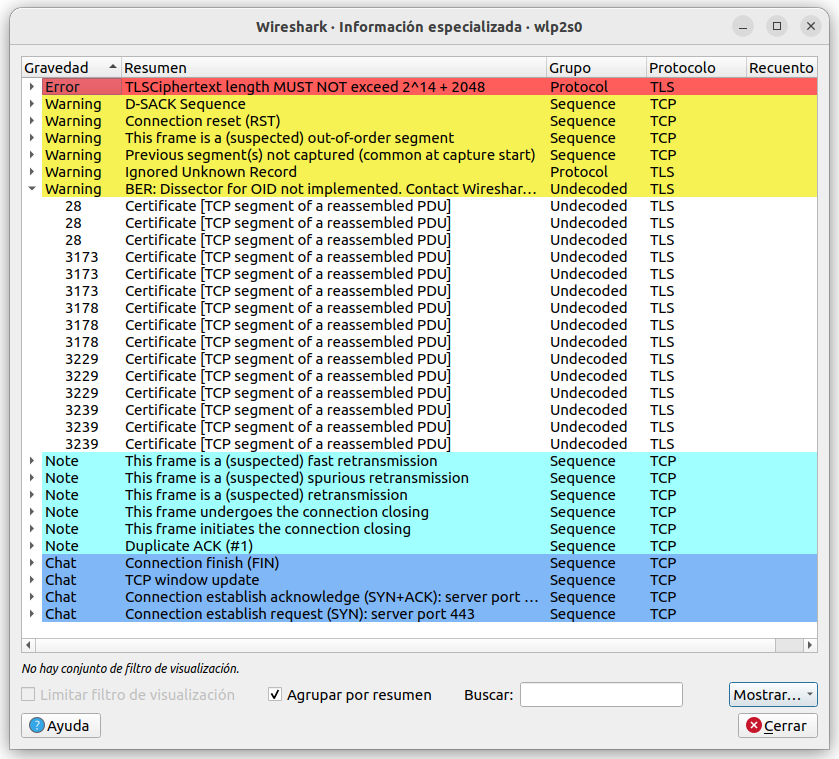 Wireshark · Información especializada · wlp2s0
Gravedad Resumen Grupo Protocolo Recuento
Error TLSCiphertext length MUST NOT exceed 2^14 + 2048 Protocol TLS
Warning D-SACK Sequence Sequence TCP
Warning Connection reset (RST) Sequence TCP
Warning This frame is a (suspected) out-of-order segment Sequence TCP
Warning Previous segment(s) not captured (common at capture start) Sequence TCP
Warning Ignored Unknown Record Protocol TLS
Warning BER: Dissector for OID not implemented. Contact Wireshar... Undecoded TLS
28 Certificate [TCP segment of a reassembled PDU] Undecoded TLS
28 Certificate [TCP segment of a reassembled PDU] Undecoded TLS
28 Certificate [TCP segment of a reassembled PDU] Undecoded TLS
3173 Certificate [TCP segment of a reassembled PDU] Undecoded TLS
3173 Certificate [TCP segment of a reassembled PDU] Undecoded TLS
3173 Certificate [TCP segment of a reassembled PDU] Undecoded TLS
3178 Certificate [TCP segment of a reassembled PDU] Undecoded TLS
3178 Certificate [TCP segment of a reassembled PDU] Undecoded TLS
3178 Certificate [TCP segment of a reassembled PDU] Undecoded TLS
3229 Certificate [TCP segment of a reassembled PDU] Undecoded TLS
3229 Certificate [TCP segment of a reassembled PDU] Undecoded TLS
3229 Certificate [TCP segment of a reassembled PDU] Undecoded TLS
3239 Certificate [TCP segment of a reassembled PDU] Undecoded TLS
3239 Certificate [TCP segment of a reassembled PDU] Undecoded TLS
3239 Certificate [TCP segment of a reassembled PDU] Undecoded TLS
Note This frame is a (suspected) fast retransmission Sequence TCP
Note This frame is a (suspected) spurious retransmission Sequence TCP
Note This frame is a (suspected) retransmission Sequence TCP
Note This frame undergoes the connection closing Sequence TCP
Note This frame initiates the connection closing Sequence TCP
Note Duplicate ACK (#1) Sequence TCP
Chat Connection finish (FIN) Sequence TCP
Chat TCP window update Sequence TCP
Chat Connection establish acknowledge (SYN+ACK): server port ... Sequence TCP
Chat Connection establish request (SYN): server port 443 Sequence TCP
No hay conjunto de filtro de visualización.
Limitar filtro de visualización Agrupar por resumen Buscar: Mostrar...
Ayuda Cerrar